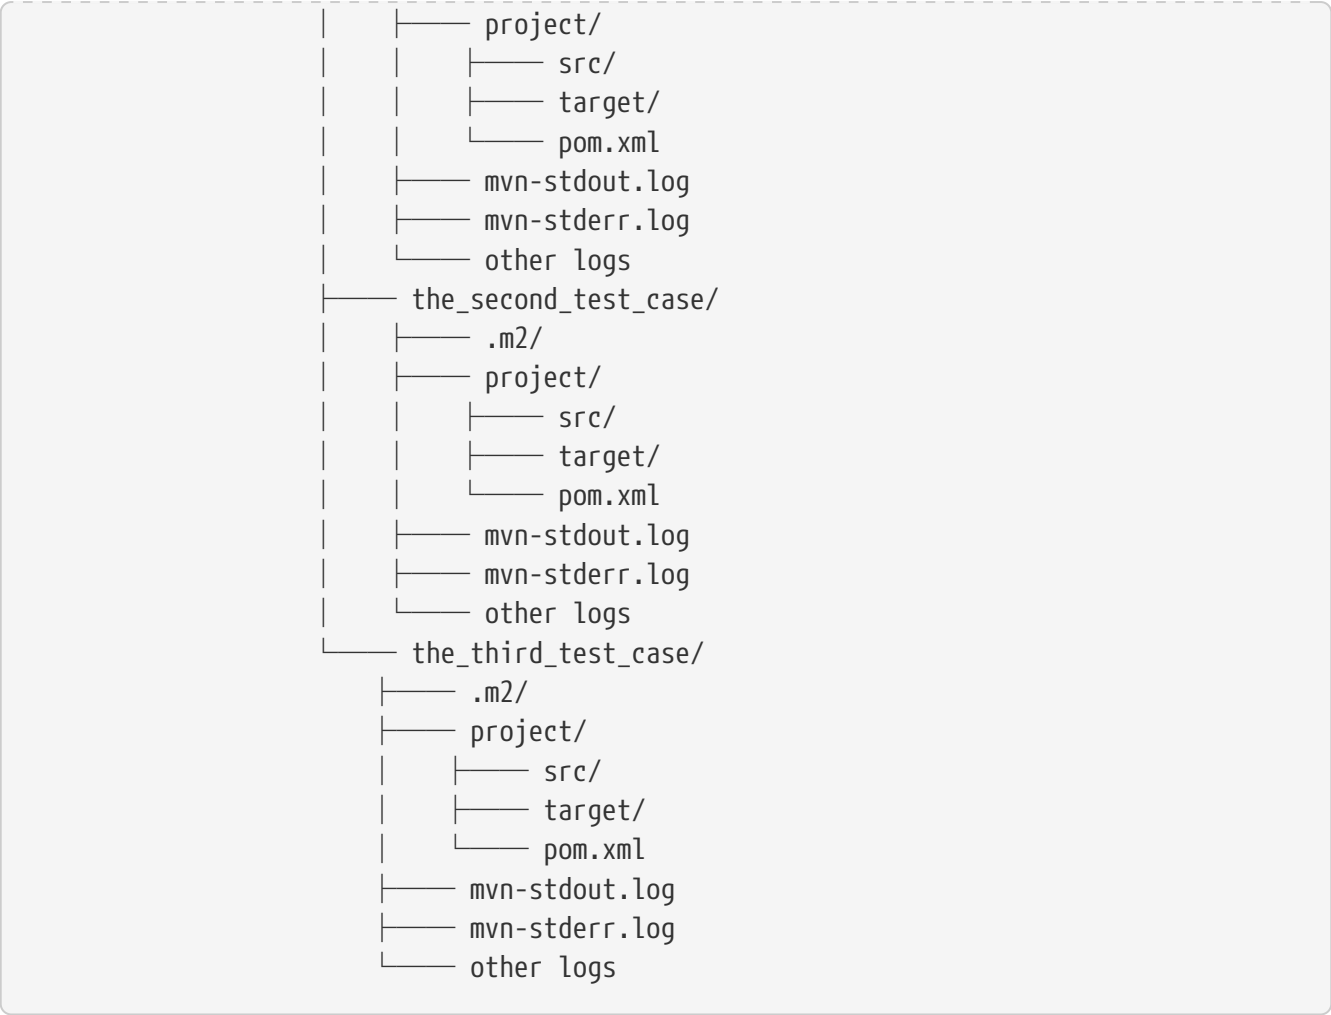 │    ├──── project/
│    │    ├──── src/
│    │    ├──── target/
│    │    └──── pom.xml
│    ├──── mvn-stdout.log
│    ├──── mvn-stderr.log
│    └──── other logs
├──── the_second_test_case/
│    ├──── .m2/
│    ├──── project/
│    │    ├──── src/
│    │    ├──── target/
│    │    └──── pom.xml
│    ├──── mvn-stdout.log
│    ├──── mvn-stderr.log
│    └──── other logs
└──── the_third_test_case/
    ├──── .m2/
    ├──── project/
    │    ├──── src/
    │    ├──── target/
    │    └──── pom.xml
    ├──── mvn-stdout.log
    ├──── mvn-stderr.log
    └──── other logs